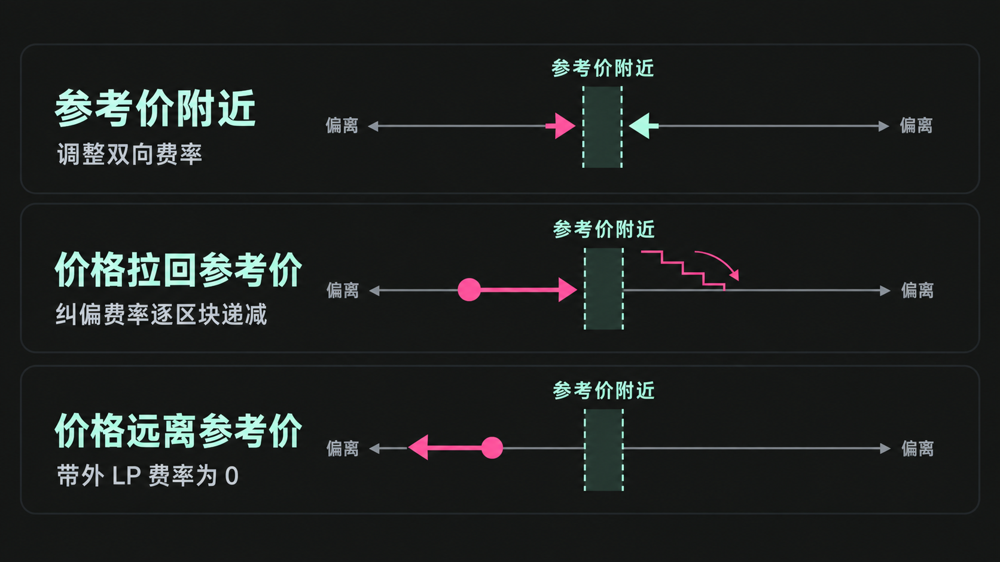 参考价附近
参考价附近
调整双向费率
偏离
偏离
参考价附近
价格拉回参考价
纠偏费率逐区块递减
偏离
偏离
参考价附近
价格远离参考价
带外 LP 费率为 0
偏离
偏离